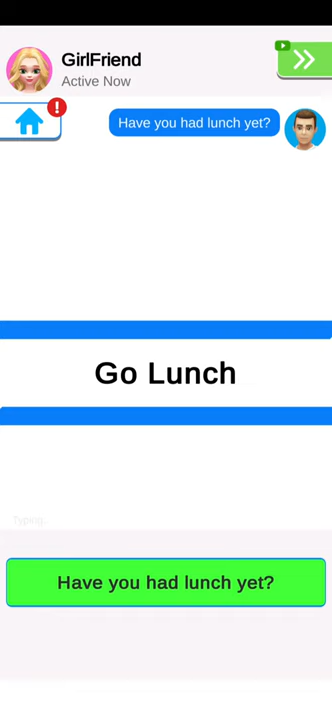 GirlFriend
Active Now
!
Have you had lunch yet?
Go Lunch
Typing:
Have you had lunch yet?